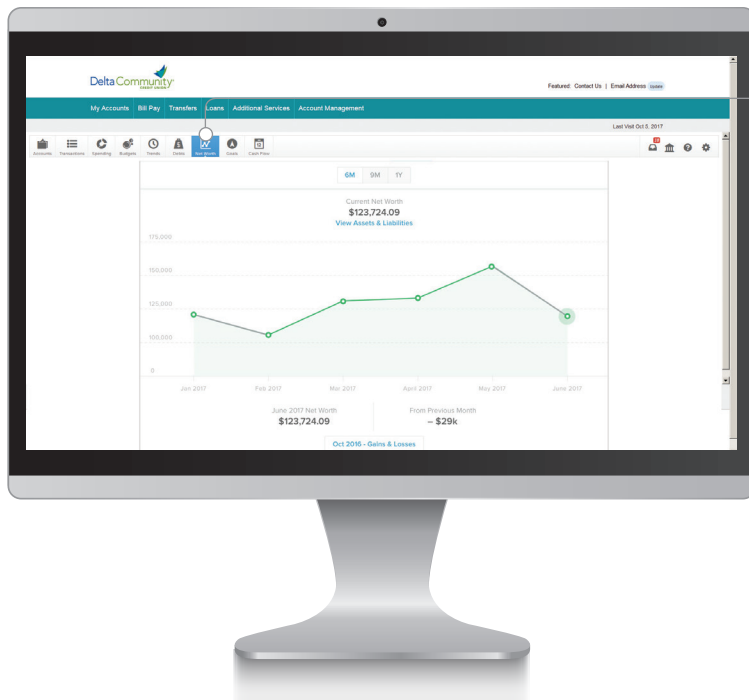 Delta Community
CREDIT UNION
Featured: Contact Us | Email Address
My Accounts Bill Pay Transfers Loans Additional Services Account Management
Last Visit Oct 5, 2017
Accounts Transactions Spending Budgets Trends Debts Net Worth Goals Cash Flow
6M 9M 1Y
Current Net Worth
$123,724.09
View Assets & Liabilities
175,000
150,000
125,000
100,000
0
Jan 2017 Feb 2017 Mar 2017 April 2017 May 2017 June 2017
June 2017 Net Worth From Previous Month
$123,724.09 – $29k
Oct 2016 - Gains & Losses